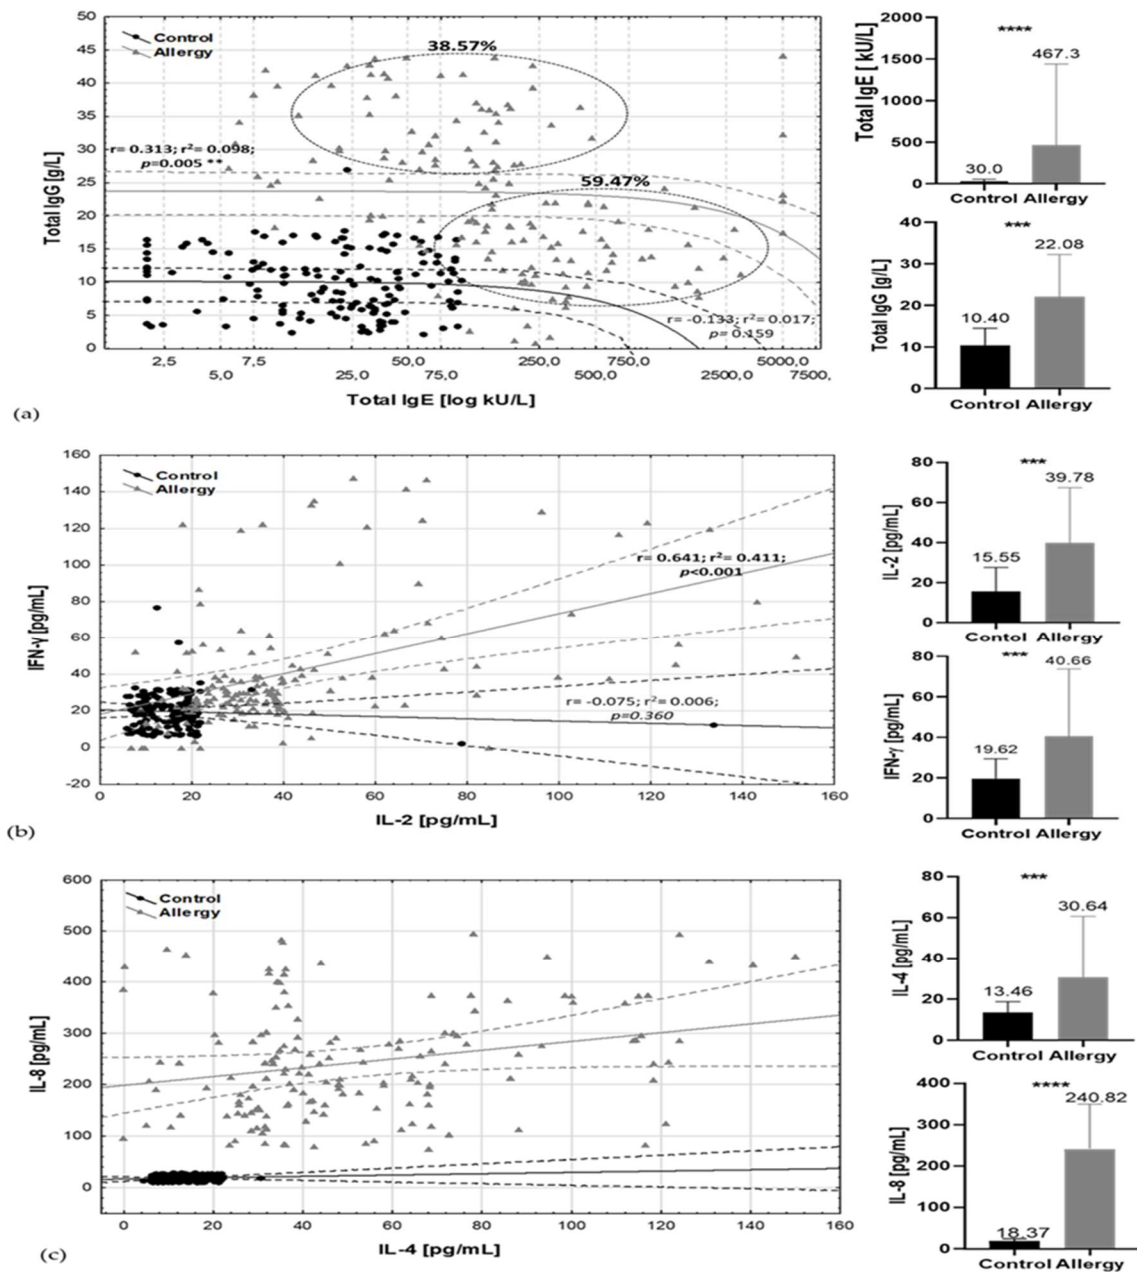 Control
Allergy
38.57%
r= 0.313; r²= 0.098;
p=0.005 **
59.47%
r= -0.133; r²= 0.017;
p= 0.159
50
45
40
35
30
25
20
15
10
5
0
Total IgG [g/L]
2,5 7,5 50,0 250,0 750,0 5000,0
5,0 25,0 75,0 500,0 7500,
Total IgE [log kU/L]
(a)
2000
1500
1000
500
0
Total IgE [ kU/L]
****
467.3
30.0
Control Allergy
40
30
20
10
0
Total IgG [g/L]
***
22.08
10.40
Control Allergy
Control
Allergy
r= 0.641; r²= 0.411;
p<0.001
r= -0.075; r²= 0.006;
p=0.360
160
140
120
100
80
60
40
20
0
-20
IFN-γ [pg/mL]
0 20 40 60 80 100 120 140 160
IL-2 [pg/mL]
(b)
80
60
40
20
0
IL-2 [pg/mL]
***
39.78
15.55
Contol Allergy
80
60
40
20
0
IFN-γ [pg/mL]
***
40.66
19.62
Control Allergy
Control
Allergy
600
500
400
300
200
100
0
IL-8 [pg/mL]
0 20 40 60 80 100 120 140 160
IL-4 [pg/mL]
(c)
80
60
40
20
0
IL-4 [pg/mL]
***
30.64
13.46
Control Allergy
400
300
200
100
0
IL-8 [pg/mL]
****
240.82
18.37
Control Allergy